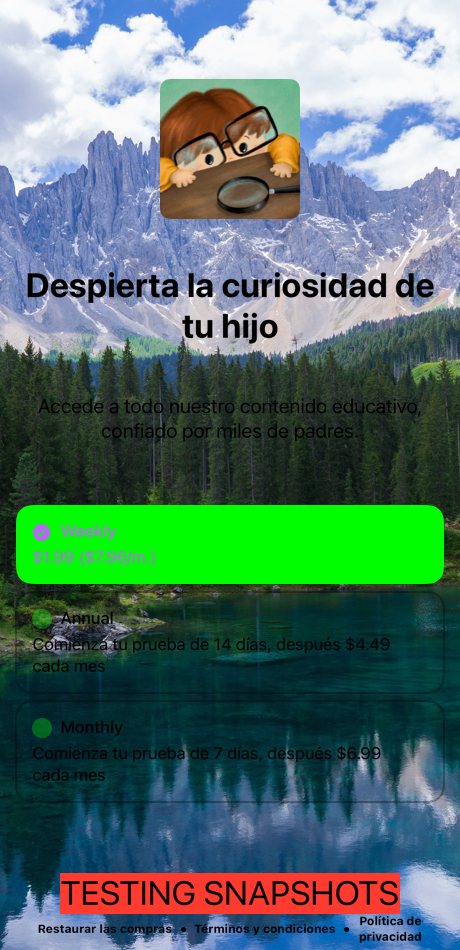 Despierta la curiosidad de
tu hijo
Accede a todo nuestro contenido educativo,
confiado por miles de padres.
Weekly
$1.99 ($7.96/m.)
Annual
Comienza tu prueba de 14 días, después $4.49
cada mes
Monthly
Comienza tu prueba de 7 días, después $6.99
cada mes
TESTING SNAPSHOTS
Restaurar las compras • Términos y condiciones • Política de
privacidad